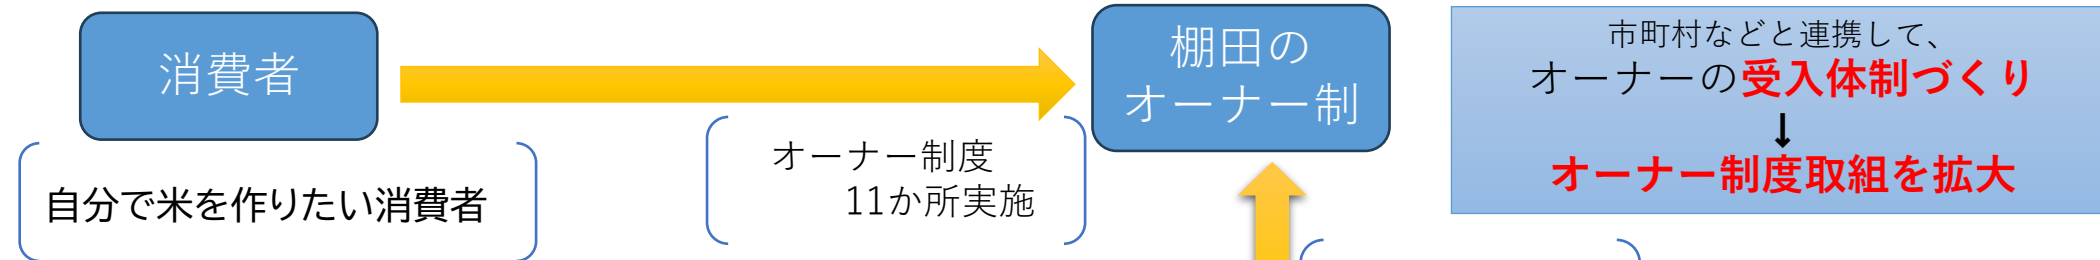 消費者
自分で米を作りたい消費者
オーナー制度
11か所実施
棚田の
オーナー制
市町村などと連携して、
オーナーの受入体制づくり
↓
オーナー制度取組を拡大